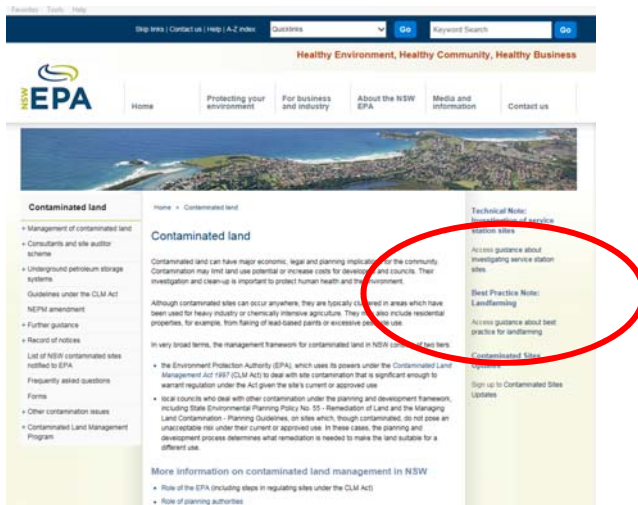 Favorites Tools Help
Skip links | Contact us | Help | A-Z index
Quicklinks
Go
Keyword Search
Go
Healthy Environment, Healthy Community, Healthy Business
NSW
EPA
Home
Protecting your
environment
For business
and industry
About the NSW
EPA
Media and
information
Contact us
Contaminated land
+ Management of contaminated land
+ Consultants and site auditor
scheme
+ Underground petroleum storage
systems
Guidelines under the CLM Act
NEPM amendment
+ Further guidance
+ Record of notices
List of NSW contaminated sites
notified to EPA
Frequently asked questions
Forms
+ Other contamination issues
+ Contaminated Land Management
Program
Home » Contaminated land
Contaminated land
Contaminated land can have major economic, legal and planning implications for the community.
Contamination may limit land use potential or increase costs for developers and councils. Their
investigation and clean-up is important to protect human health and the environment.
Although contaminated sites can occur anywhere, they are typically clustered in areas which have
been used for heavy industry or chemically intensive agriculture. They may also include residential
properties, for example, from flaking of lead-based paints or excessive pesticide use.
In very broad terms, the management framework for contaminated land in NSW consists of two tiers:
• the Environment Protection Authority (EPA), which uses its powers under the Contaminated Land
Management Act 1997 (CLM Act) to deal with site contamination that is significant enough to
warrant regulation under the Act given the site's current or approved use
• local councils who deal with other contamination under the planning and development framework,
including State Environmental Planning Policy No. 55 - Remediation of Land and the Managing
Land Contamination - Planning Guidelines, on sites which, though contaminated, do not pose an
unacceptable risk under their current or approved use. In these cases, the planning and
development process determines what remediation is needed to make the land suitable for a
different use.
More information on contaminated land management in NSW
• Role of the EPA (including steps in regulating sites under the CLM Act)
• Role of planning authorities
Technical Note:
Investigation of service
station sites
Access guidance about
investigating service station
sites.
Best Practice Note:
Landfarming
Access guidance about best
practice for landfarming
Contaminated Sites
Updates
Sign up to Contaminated Sites
Updates